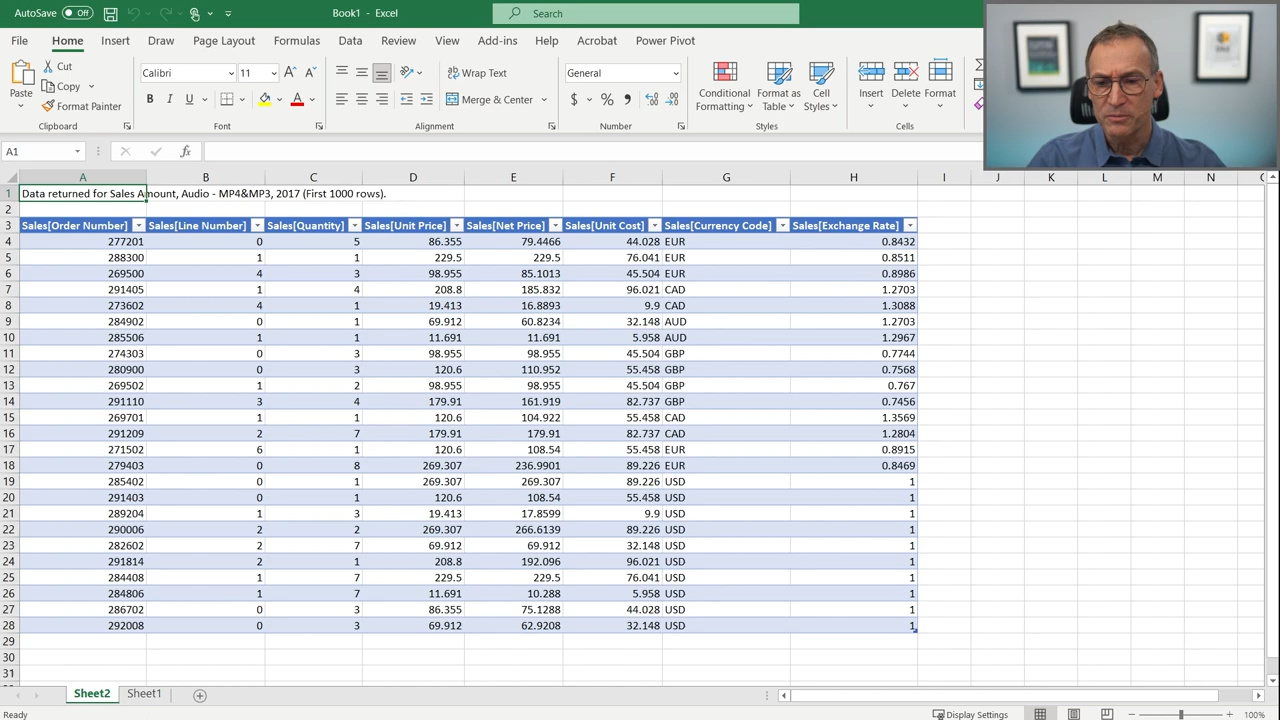 AutoSave Off Book1 - Excel Search
File Home Insert Draw Page Layout Formulas Data Review View Add-ins Help Acrobat Power Pivot
Paste Cut Copy Format Painter Calibri 11 Wrap Text Merge & Center General Conditional Formatting Format as Table Cell Styles Insert Delete Format
Clipboard Font Alignment Number Styles Cells
A1 fx
A B C D E F G H I J K L M N
1 Data returned for Sales Amount, Audio - MP4&MP3, 2017 (First 1000 rows).
2
3 Sales[Order Number] Sales[Line Number] Sales[Quantity] Sales[Unit Price] Sales[Net Price] Sales[Unit Cost] Sales[Currency Code] Sales[Exchange Rate]
4 277201 0 5 86.355 79.4466 44.028 EUR 0.8432
5 288300 1 1 229.5 229.5 76.041 EUR 0.8511
6 269500 4 3 98.955 85.1013 45.504 EUR 0.8986
7 291405 1 4 208.8 185.832 96.021 CAD 1.2703
8 273602 4 1 19.413 16.8893 9.9 CAD 1.3088
9 284902 0 1 69.912 60.8234 32.148 AUD 1.2703
10 285506 1 1 11.691 11.691 5.958 AUD 1.2967
11 274303 0 3 98.955 98.955 45.504 GBP 0.7744
12 280900 0 3 120.6 110.952 55.458 GBP 0.7568
13 269502 1 2 98.955 98.955 45.504 GBP 0.767
14 291110 3 4 179.91 161.919 82.737 GBP 0.7456
15 269701 1 1 120.6 104.922 55.458 CAD 1.3569
16 291209 2 7 179.91 179.91 82.737 CAD 1.2804
17 271502 6 1 120.6 108.54 55.458 EUR 0.8915
18 279403 0 8 269.307 236.9901 89.226 EUR 0.8469
19 285402 0 1 269.307 269.307 89.226 USD 1
20 291403 0 1 120.6 108.54 55.458 USD 1
21 289204 1 3 19.413 17.8599 9.9 USD 1
22 290006 2 2 269.307 266.6139 89.226 USD 1
23 282602 2 7 69.912 69.912 32.148 USD 1
24 291814 2 1 208.8 192.096 96.021 USD 1
25 284408 1 7 229.5 229.5 76.041 USD 1
26 284806 1 7 11.691 10.288 5.958 USD 1
27 286702 0 3 86.355 75.1288 44.028 USD 1
28 292008 0 3 69.912 62.9208 32.148 USD 1
29
30
31
Sheet2 Sheet1
Ready Display Settings 100%